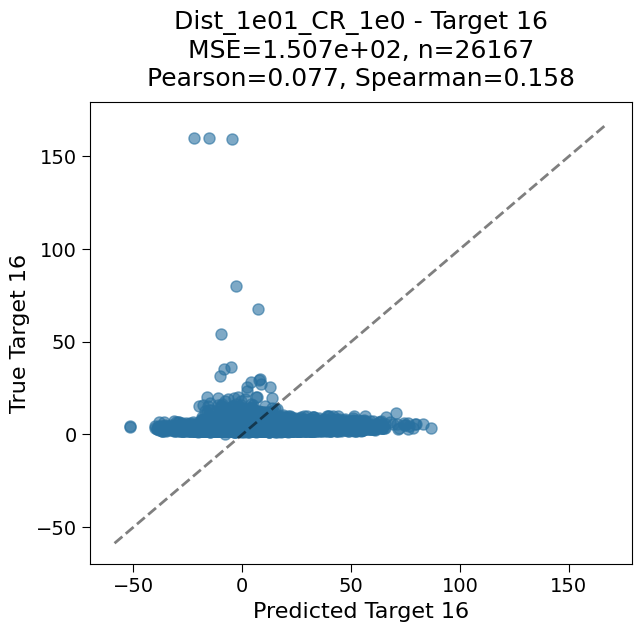 Dist_1e01_CR_1e0 - Target 16
MSE=1.507e+02, n=26167
Pearson=0.077, Spearman=0.158
150
100
50
0
−50
True Target 16
−50
0
50
100
150
Predicted Target 16